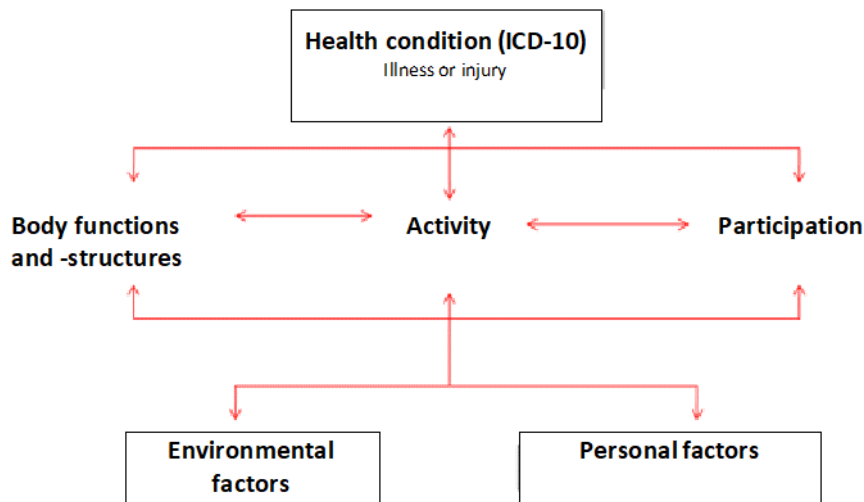 Health condition (ICD-10)
Illness or injury
Body functions
and -structures
Activity
Participation
Environmental
factors
Personal factors